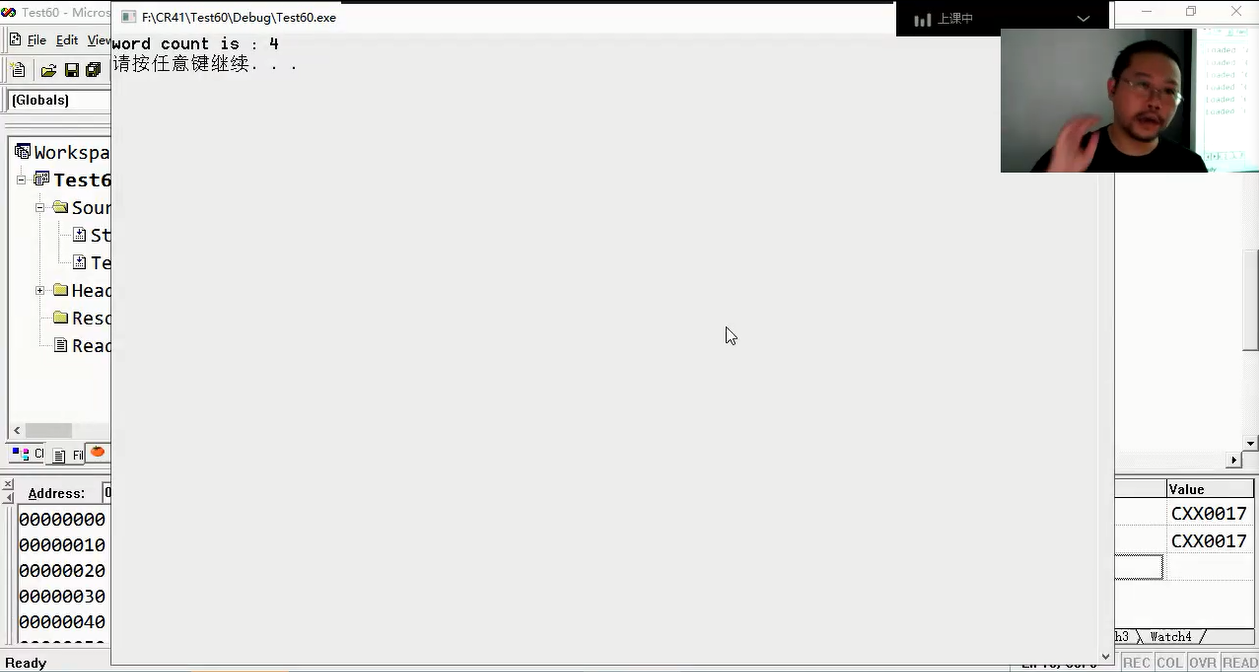 Test60 - Micros
F:\CR41\Test60\Debug\Test60.exe
上课中
File Edit View
word count is : 4
请按任意键继续. . .
(Globals)
Workspa
Test6
Sour
St
Te
Head
Reso
Read
Cl
Fil
Address: 0
Value
00000000
CXX0017
00000010
CXX0017
00000020
00000030
00000040
h3
Watch4
Ready
REC COL OVR READ